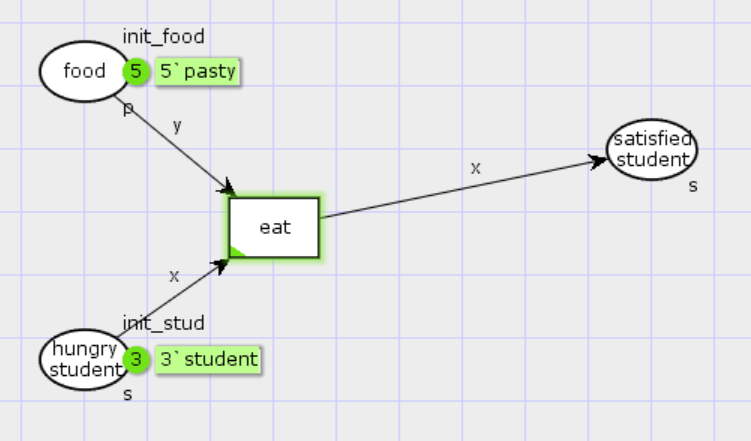 init_food
food
5
5`pasty
p
y
satisfied
student
s
x
eat
x
init_stud
hungry
student
3
3`student
s